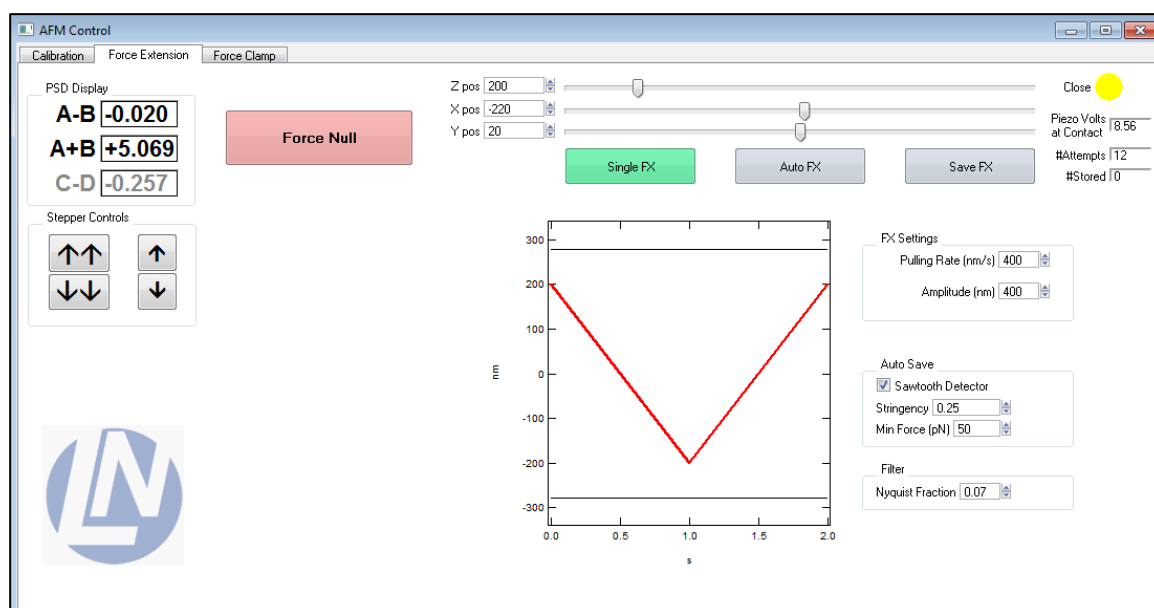 AFM Control
Calibration Force Extension Force Clamp
PSD Display
A-B -0.020
A+B +5.069
C-D -0.257
Force Null
Z pos 200
X pos -220
Y pos 20
Single FX Auto FX Save FX
Close
Piezo Volts
at Contact 8.56
#Attempts 12
#Stored 0
Stepper Controls
↑↑ ↑
↓↓ ↓
300
200
100
0
-100
-200
-300
nm
0.0 0.5 1.0 1.5 2.0
s
FX Settings
Pulling Rate (nm/s) 400
Amplitude (nm) 400
Auto Save
Sawtooth Detector
Stringency 0.25
Min Force (pN) 50
Filter
Nyquist Fraction 0.07
LN